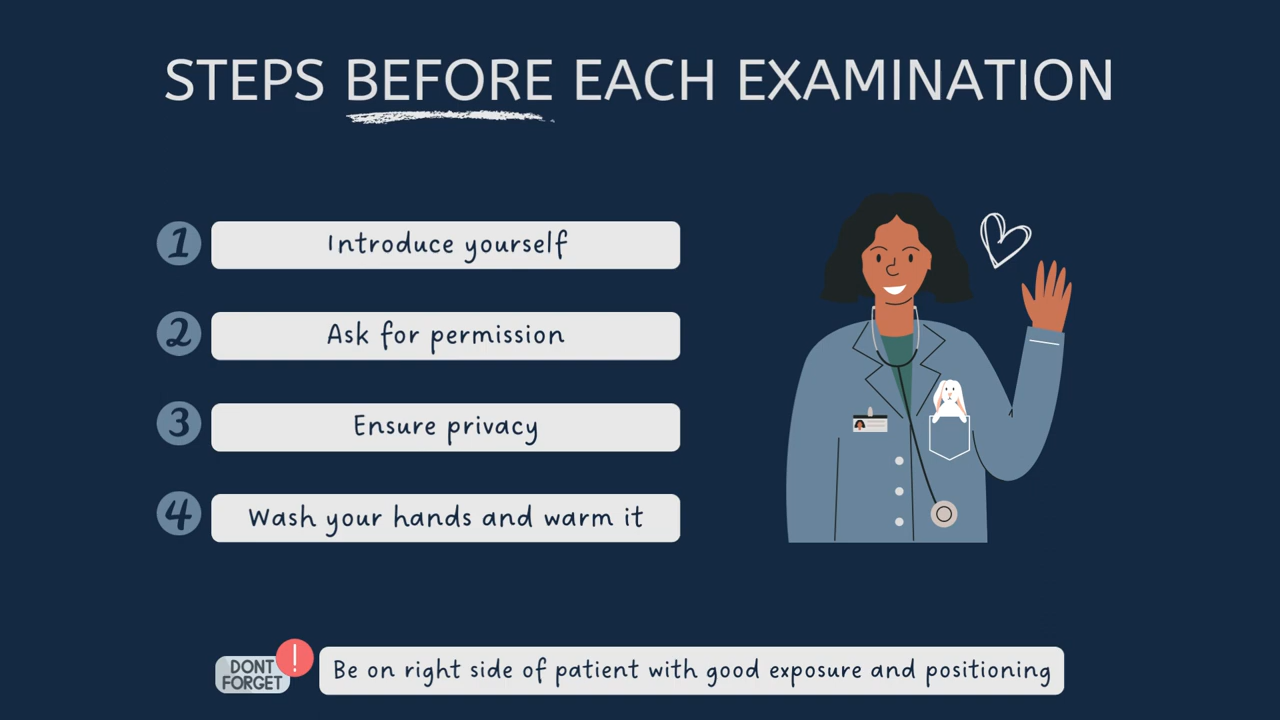 STEPS BEFORE EACH EXAMINATION
1 Introduce yourself
2 Ask for permission
3 Ensure privacy
4 Wash your hands and warm it
DONT
FORGET
! Be on right side of patient with good exposure and positioning